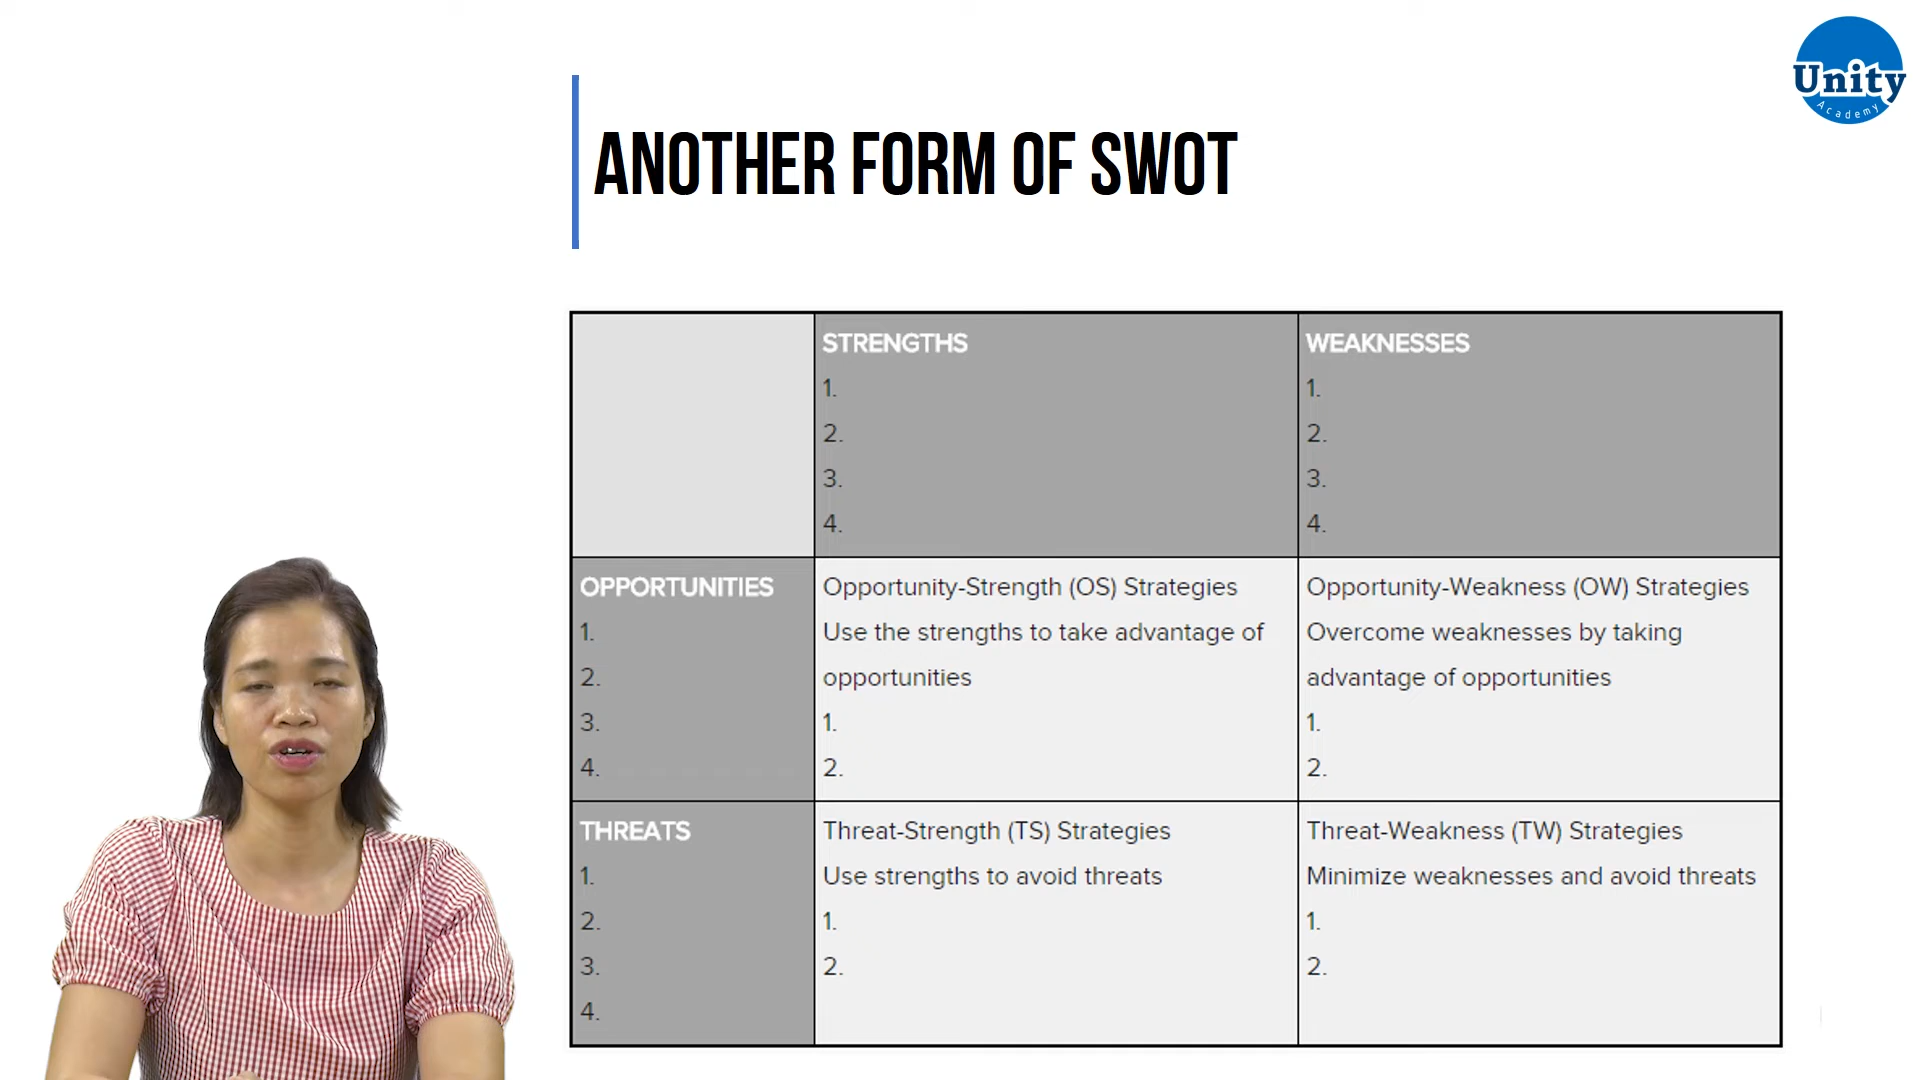 Unity
Academy
ANOTHER FORM OF SWOT
STRENGTHS
1.
2.
3.
4.
WEAKNESSES
1.
2.
3.
4.
OPPORTUNITIES
1.
2.
3.
4.
Opportunity-Strength (OS) Strategies
Use the strengths to take advantage of
opportunities
1.
2.
Opportunity-Weakness (OW) Strategies
Overcome weaknesses by taking
advantage of opportunities
1.
2.
THREATS
1.
2.
3.
4.
Threat-Strength (TS) Strategies
Use strengths to avoid threats
1.
2.
Threat-Weakness (TW) Strategies
Minimize weaknesses and avoid threats
1.
2.